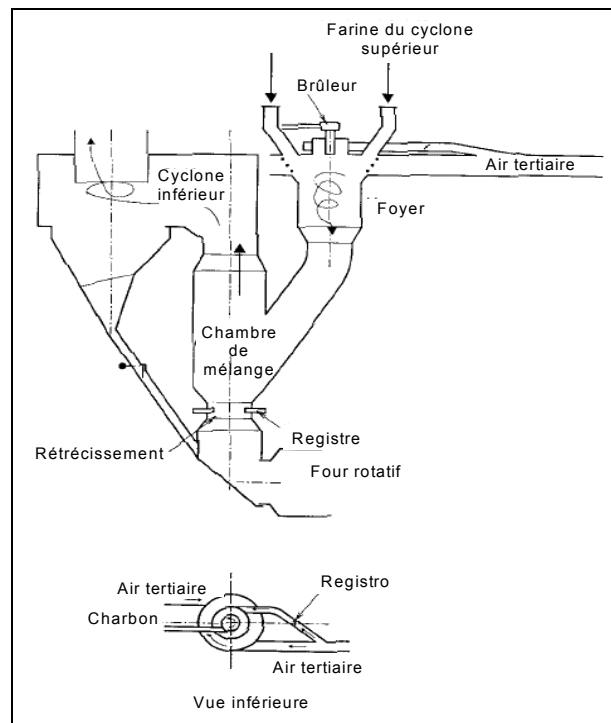 Farine du cyclone
supérieur
Brûleur
Air tertiaire
Cyclone
inférieur
Foyer
Chambre
de
mélange
Rétrécissement
Registre
Four rotatif
Air tertiaire
Registro
Charbon
Air tertiaire
Vue inférieure